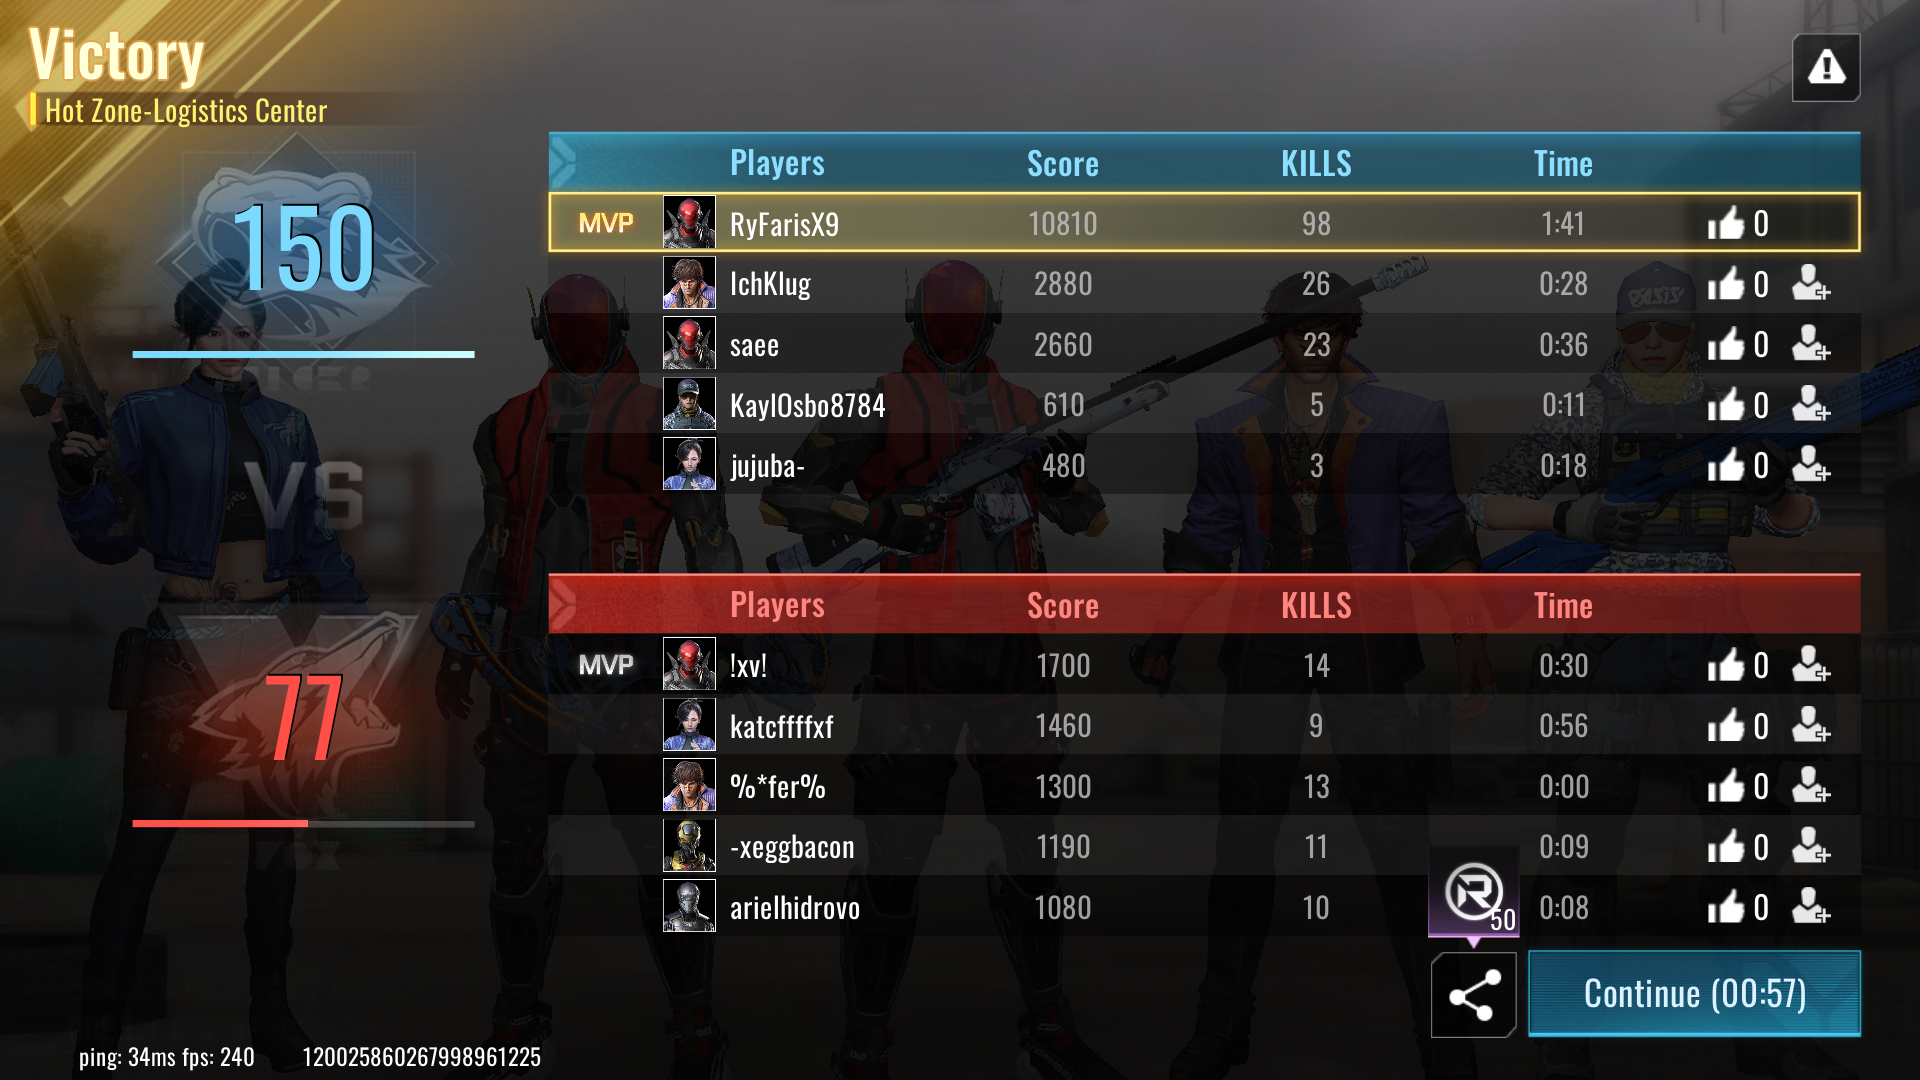 Victory
Hot Zone-Logistics Center
150
VS
77
Players Score KILLS Time
MVP RyFarisX9 10810 98 1:41 0
IchKlug 2880 26 0:28 0
saee 2660 23 0:36 0
KaylOsbo8784 610 5 0:11 0
jujuba- 480 3 0:18 0
Players Score KILLS Time
MVP !xv! 1700 14 0:30 0
katcffffxf 1460 9 0:56 0
%*fer% 1300 13 0:00 0
-xeggbacon 1190 11 0:09 0
arielhidrovo 1080 10 0:08 0
R 50
Continue (00:57)
ping: 34ms fps: 240 120025860267998961225